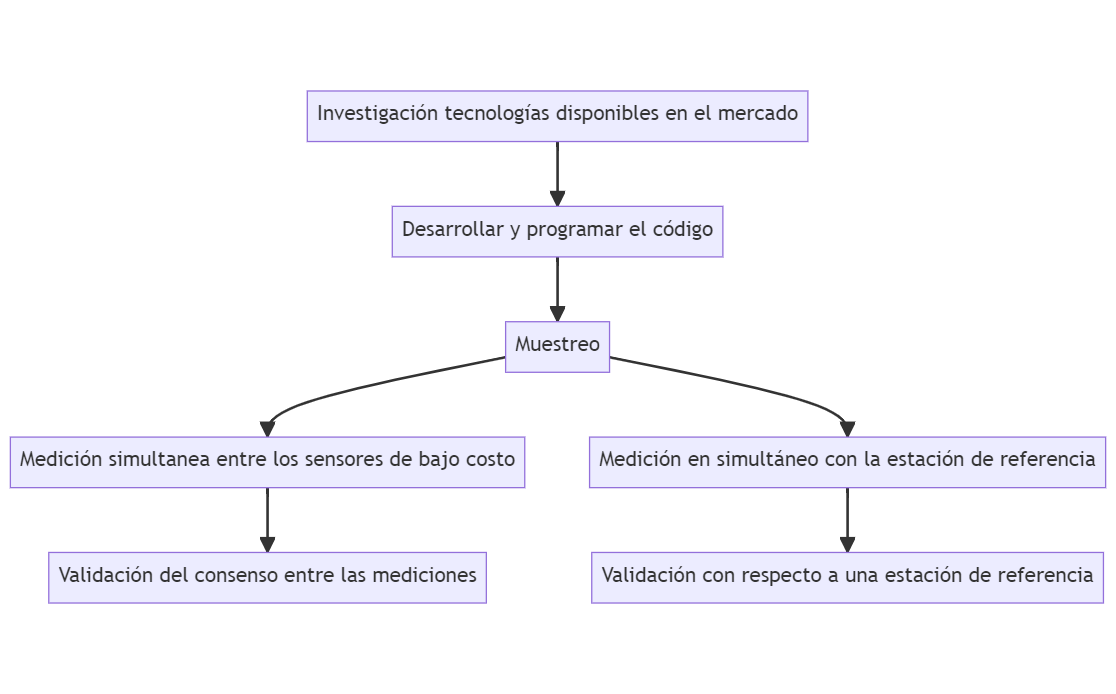 Investigación tecnologías disponibles en el mercado
Desarrollar y programar el código
Muestreo
Medición simultanea entre los sensores de bajo costo
Medición en simultáneo con la estación de referencia
Validación del consenso entre las mediciones
Validación con respecto a una estación de referencia